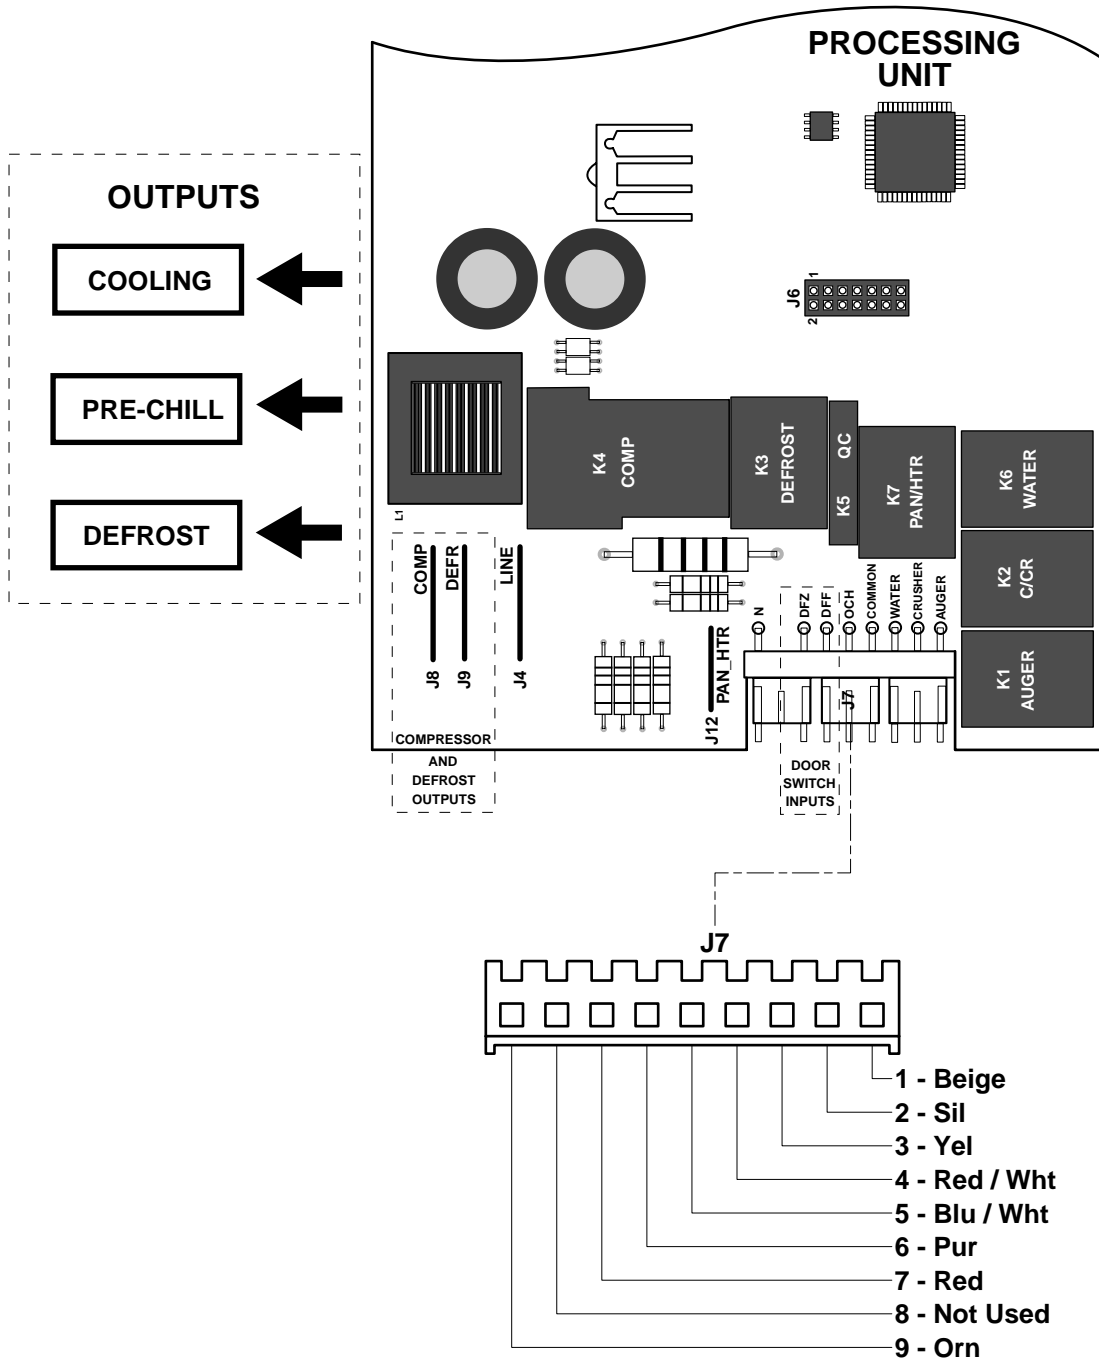 PROCESSING
UNIT
OUTPUTS
COOLING
PRE-CHILL
DEFROST
J6
1
2
L1
K4
COMP
K3
DEFROST
K5 QC
K7
PAN/HTR
K6
WATER
K2
C/CR
K1
AUGER
COMP
J8
DEFR
J9
LINE
J4
PAN_HTR
J12
N
DFZ
DFF
OCH
COMMON
WATER
CRUSHER
AUGER
J7
COMPRESSOR
AND
DEFROST
OUTPUTS
DOOR
SWITCH
INPUTS
J7
1 - Beige
2 - Sil
3 - Yel
4 - Red / Wht
5 - Blu / Wht
6 - Pur
7 - Red
8 - Not Used
9 - Orn